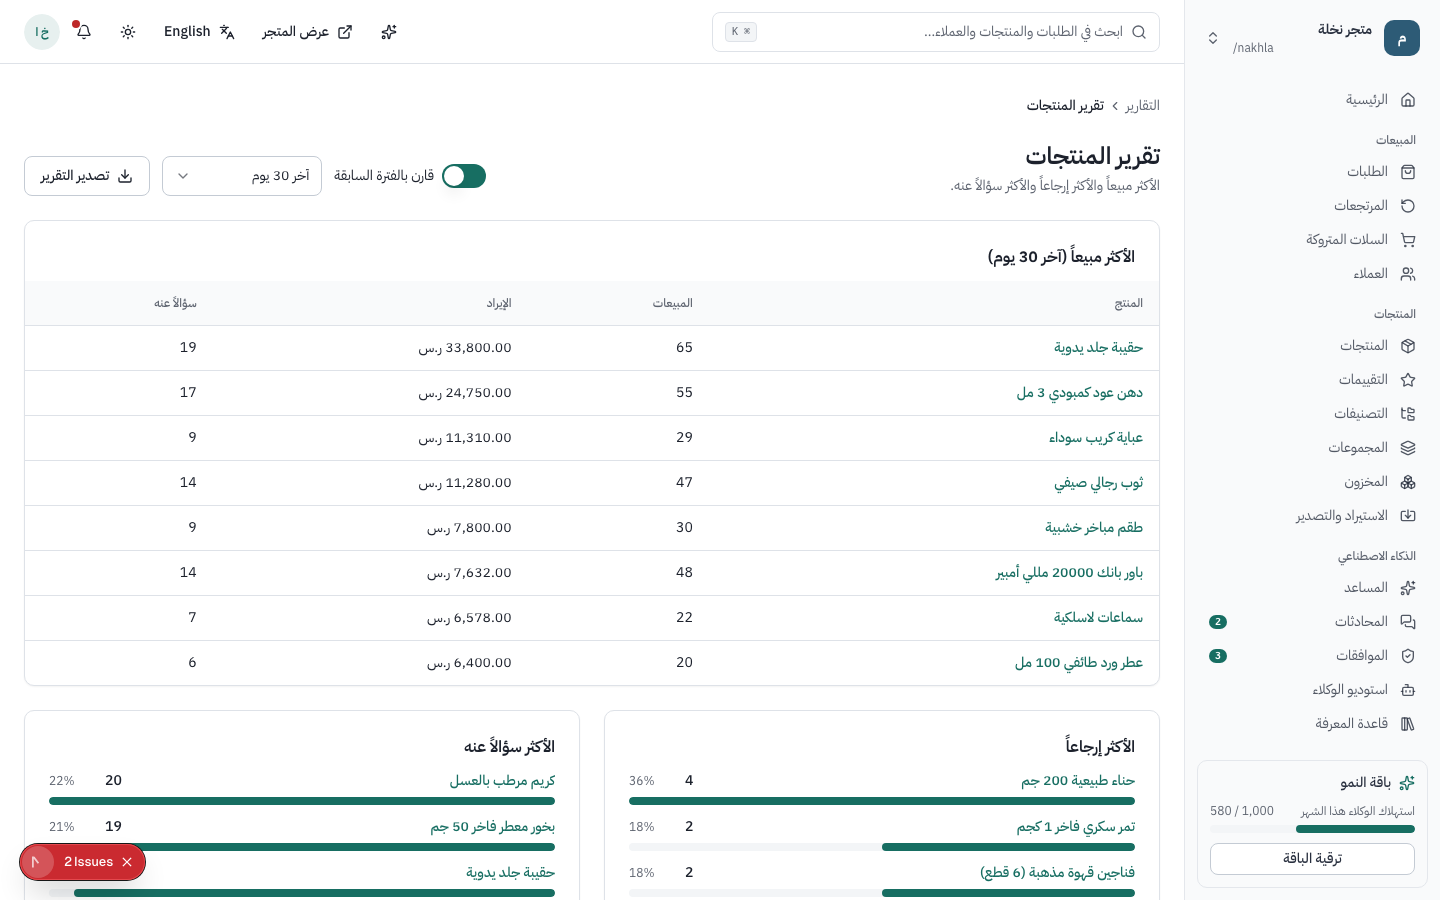 م
متجر نخلة
/nakhla
الرئيسية
المبيعات
الطلبات
المرتجعات
السلات المتروكة
العملاء
المنتجات
المنتجات
التقييمات
التصنيفات
المجموعات
المخزون
الاستيراد والتصدير
الذكاء الاصطناعي
المساعد
المحادثات 2
الموافقات 3
استوديو الوكلاء
قاعدة المعرفة
باقة النمو
استهلاك الوكلاء هذا الشهر 580 / 1,000
ترقية الباقة
ابحث في الطلبات والمنتجات والعملاء... ⌘ K
عرض المتجر
English
خ ا
التقارير
تقرير المنتجات
تقرير المنتجات
الأكثر مبيعاً والأكثر إرجاعاً والأكثر سؤالاً عنه.
قارن بالفترة السابقة
آخر 30 يوم
تصدير التقرير
الأكثر مبيعاً (آخر 30 يوم)
المنتج المبيعات الإيراد سؤالاً عنه
حقيبة جلد يدوية 65 33,800.00 ر.س 19
دهن عود كمبودي 3 مل 55 24,750.00 ر.س 17
عباية كريب سوداء 29 11,310.00 ر.س 9
ثوب رجالي صيفي 47 11,280.00 ر.س 14
طقم مباخر خشبية 30 7,800.00 ر.س 9
باور بانك 20000 مللي أمبير 48 7,632.00 ر.س 14
سماعات لاسلكية 22 6,578.00 ر.س 7
عطر ورد طائفي 100 مل 20 6,400.00 ر.س 6
الأكثر إرجاعاً
حناء طبيعية 200 جم 4 36%
تمر سكري فاخر 1 كجم 2 18%
فناجين قهوة مذهبة (6 قطع) 2 18%
الأكثر سؤالاً عنه
كريم مرطب بالعسل 20 22%
بخور معطر فاخر 50 جم 19 21%
حقيبة جلد يدوية
2 Issues